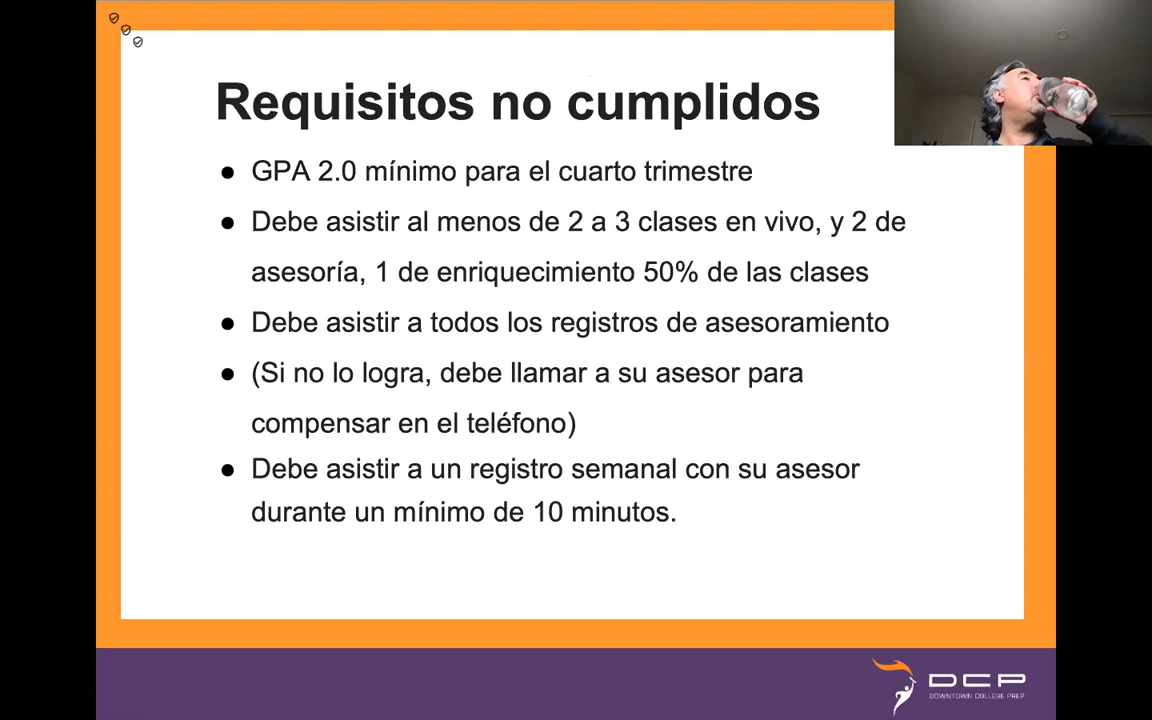 Requisitos no cumplidos
● GPA 2.0 mínimo para el cuarto trimestre
● Debe asistir al menos de 2 a 3 clases en vivo, y 2 de
asesoría, 1 de enriquecimiento 50% de las clases
● Debe asistir a todos los registros de asesoramiento
● (Si no lo logra, debe llamar a su asesor para
compensar en el teléfono)
● Debe asistir a un registro semanal con su asesor
durante un mínimo de 10 minutos.
DCP
DOWNTOWN COLLEGE PREP